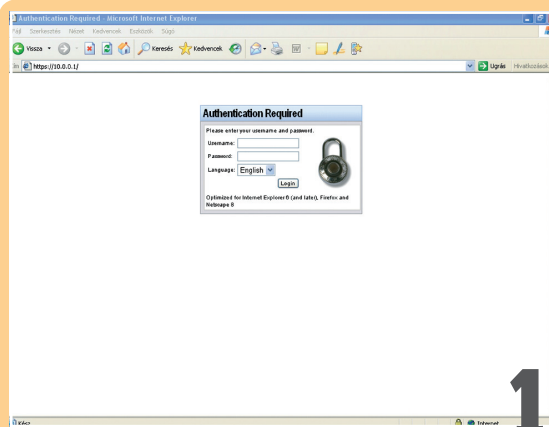 Authentication Required - Microsoft Internet Explorer
Fájl Szerkesztés Nézet Kedvencek Eszközök Súgó
Vissza Keresés Kedvencek
https://10.0.0.1/ Ugrás Hivatkozások
Authentication Required
Please enter your username and password.
Username:
Password:
Language: English
Login
Optimized for Internet Explorer 6 (and later), Firefox and
Netscape 8
Kész Internet
1